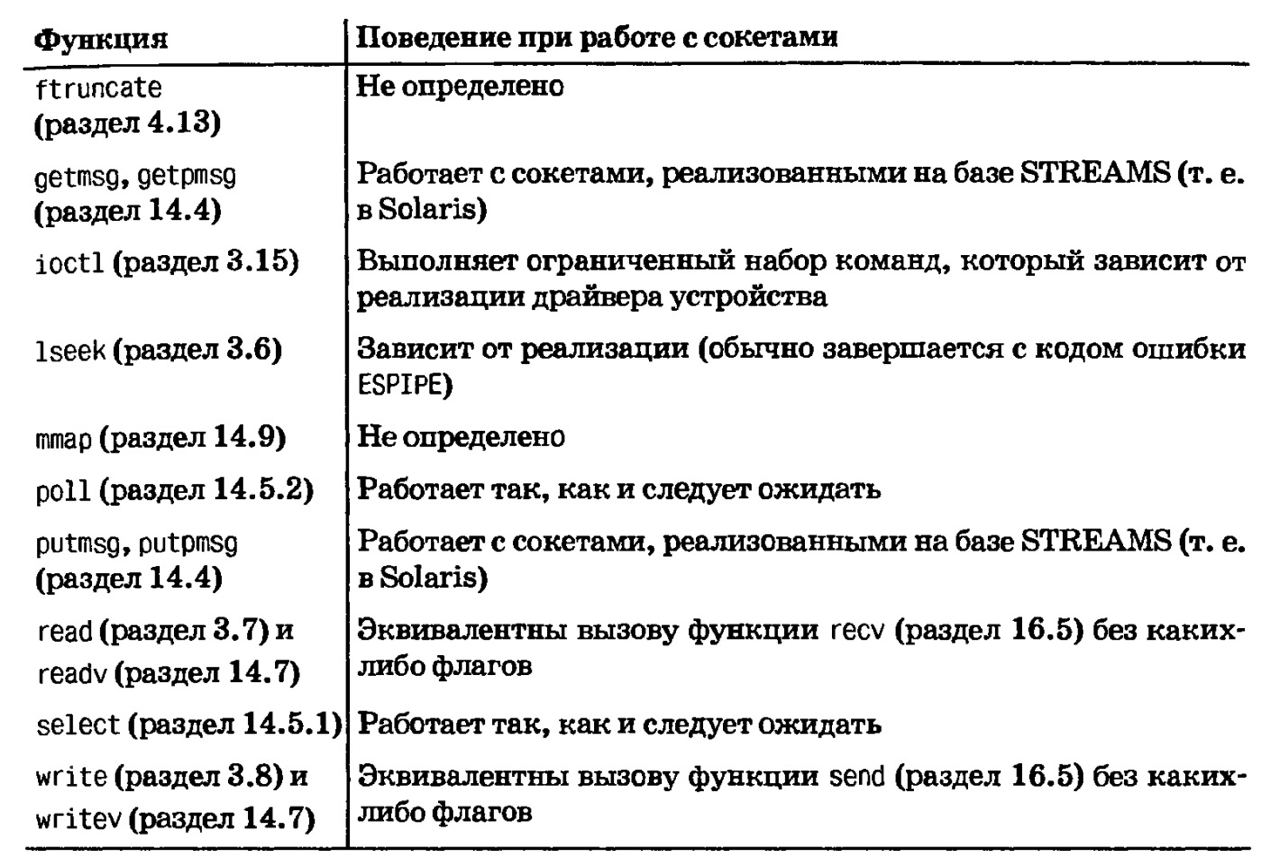 Функция
Поведение при работе с сокетами
ftruncate
(раздел 4.13)
Не определено
getmsg, getpmsg
(раздел 14.4)
Работает с сокетами, реализованными на базе STREAMS (т. е.
в Solaris)
ioctl (раздел 3.15)
Выполняет ограниченный набор команд, который зависит от
реализации драйвера устройства
lseek (раздел 3.6)
Зависит от реализации (обычно завершается с кодом ошибки
ESPIPE)
mmap (раздел 14.9)
Не определено
poll (раздел 14.5.2)
Работает так, как и следует ожидать
putmsg, putpmsg
(раздел 14.4)
Работает с сокетами, реализованными на базе STREAMS (т. е.
в Solaris)
read (раздел 3.7) и
readv (раздел 14.7)
Эквивалентны вызову функции recv (раздел 16.5) без каких-
либо флагов
select (раздел 14.5.1)
Работает так, как и следует ожидать
write (раздел 3.8) и
writev (раздел 14.7)
Эквивалентны вызову функции send (раздел 16.5) без каких-
либо флагов